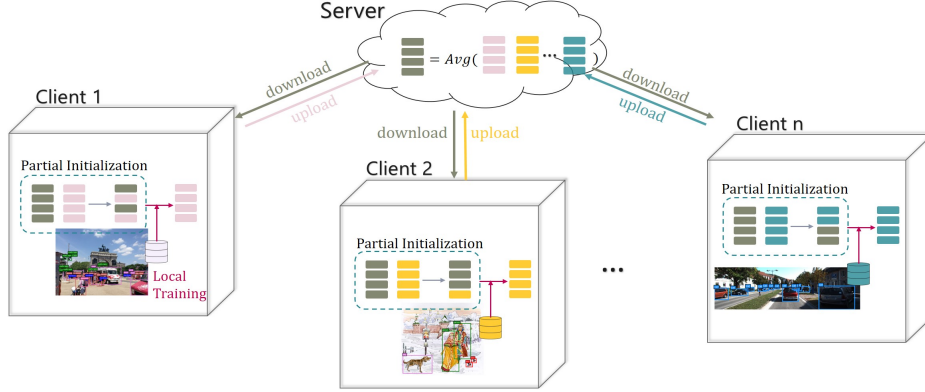 Server
= Avg(
...
)
download
upload
download
upload
download
upload
Client 1
Partial Initialization
Local
Training
Client 2
Partial Initialization
...
Client n
Partial Initialization